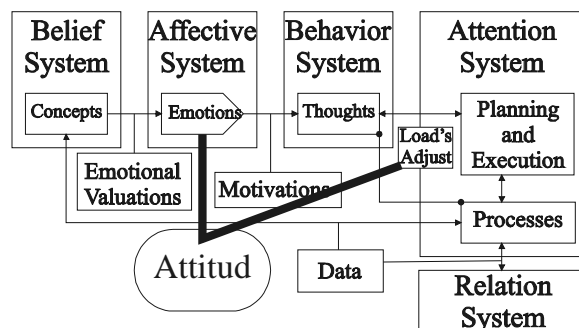 Belief
System
Affective
System
Behavior
System
Attention
System
Concepts
Emotions
Thoughts
Planning
and
Execution
Load's
Adjust
Emotional
Valuations
Motivations
Processes
Attitud
Data
Relation
System